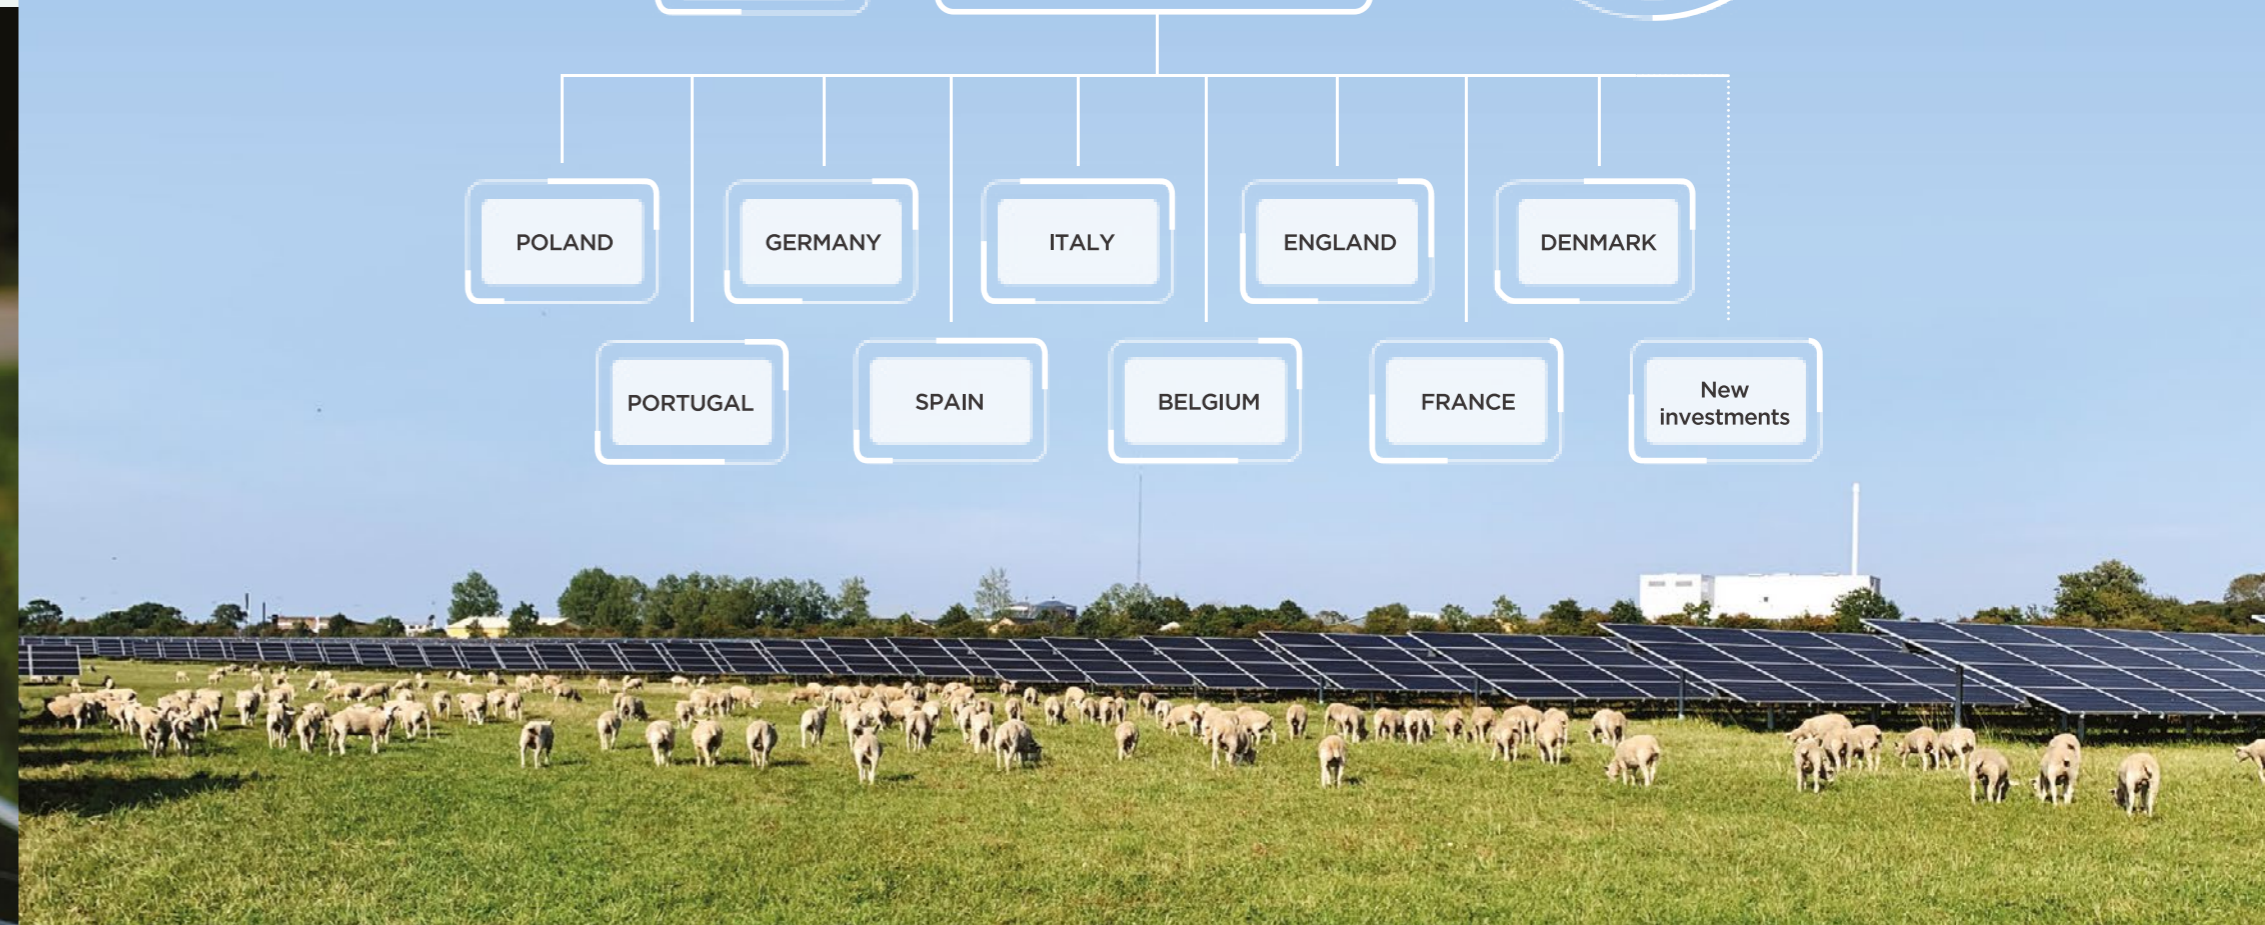 POLAND
GERMANY
ITALY
ENGLAND
DENMARK
PORTUGAL
SPAIN
BELGIUM
FRANCE
New
investments